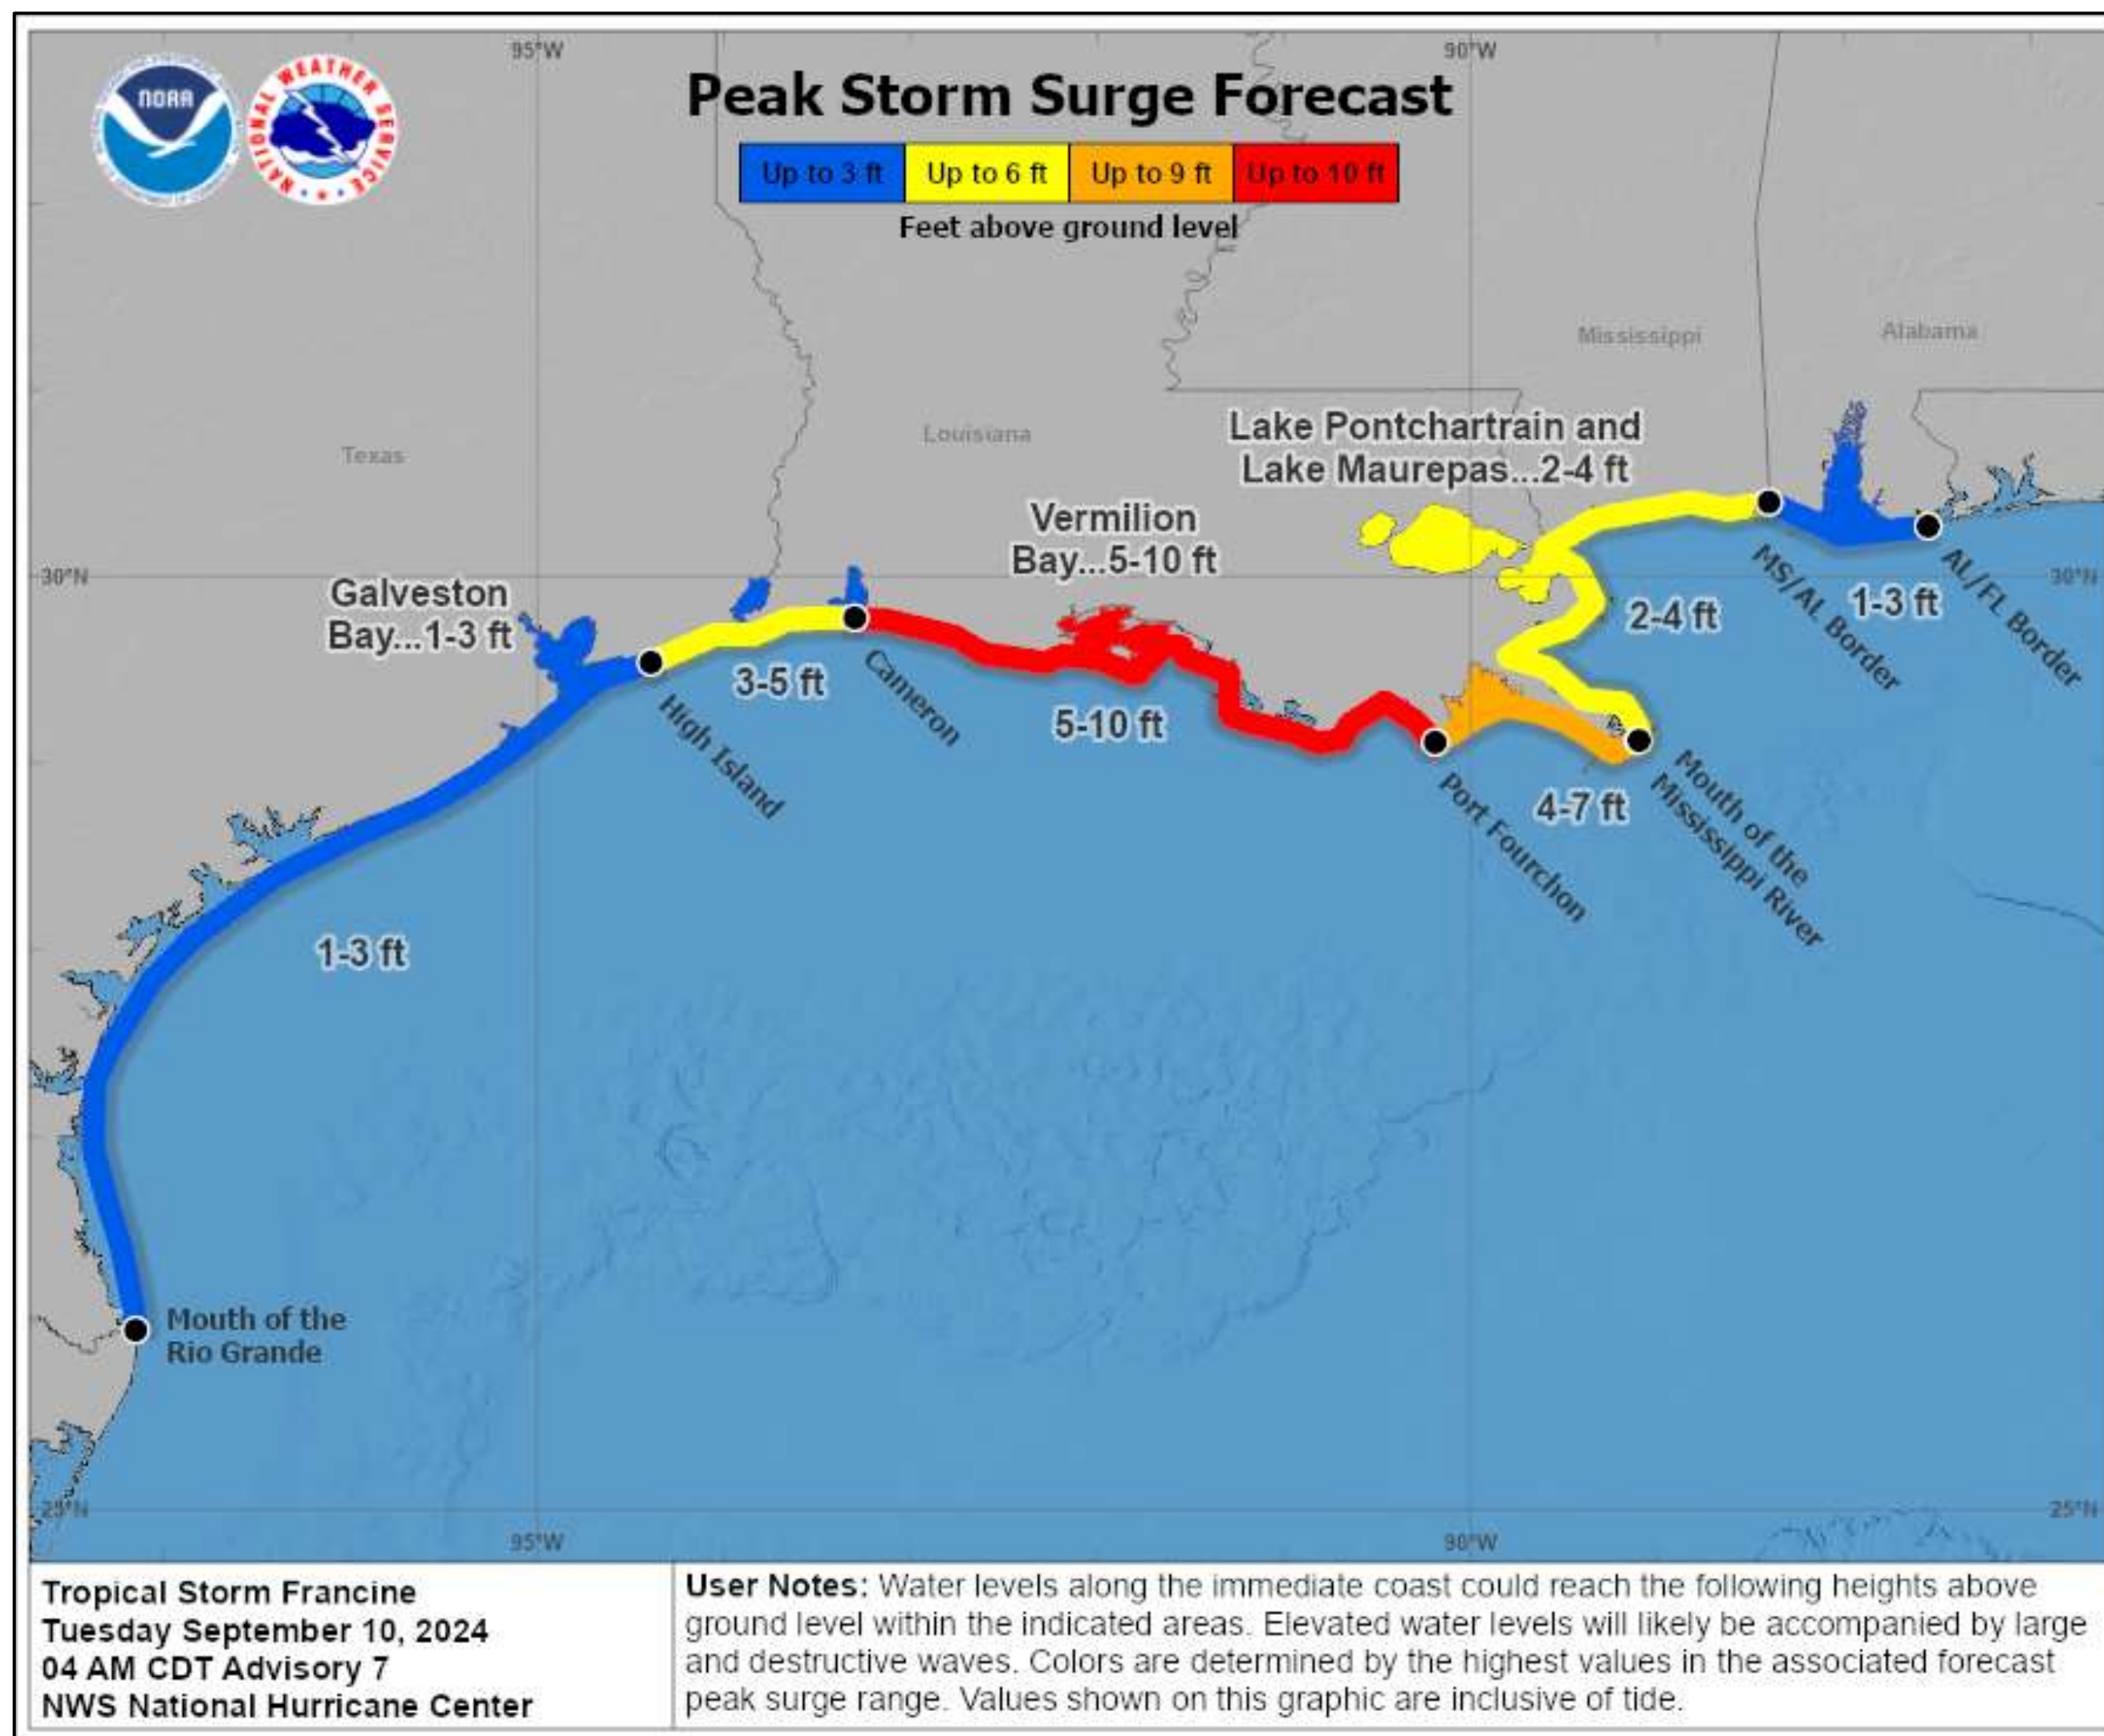 95°W
90°W
NOAA
NATIONAL WEATHER SERVICE
Peak Storm Surge Forecast
Up to 3 ft
Up to 6 ft
Up to 9 ft
Up to 10 ft
Feet above ground level
Mississippi
Alabama
Louisiana
Texas
Lake Pontchartrain and
Lake Maurepas...2-4 ft
Vermilion
Bay...5-10 ft
Galveston
Bay...1-3 ft
30°N
30°N
MS/AL Border
1-3 ft
AL/FL Border
2-4 ft
3-5 ft
Cameron
High Island
5-10 ft
Port Fourchon
4-7 ft
Mouth of the
Mississippi River
1-3 ft
Mouth of the
Rio Grande
25°N
25°N
95°W
90°W
Tropical Storm Francine
Tuesday September 10, 2024
04 AM CDT Advisory 7
NWS National Hurricane Center
User Notes: Water levels along the immediate coast could reach the following heights above
ground level within the indicated areas. Elevated water levels will likely be accompanied by large
and destructive waves. Colors are determined by the highest values in the associated forecast
peak surge range. Values shown on this graphic are inclusive of tide.